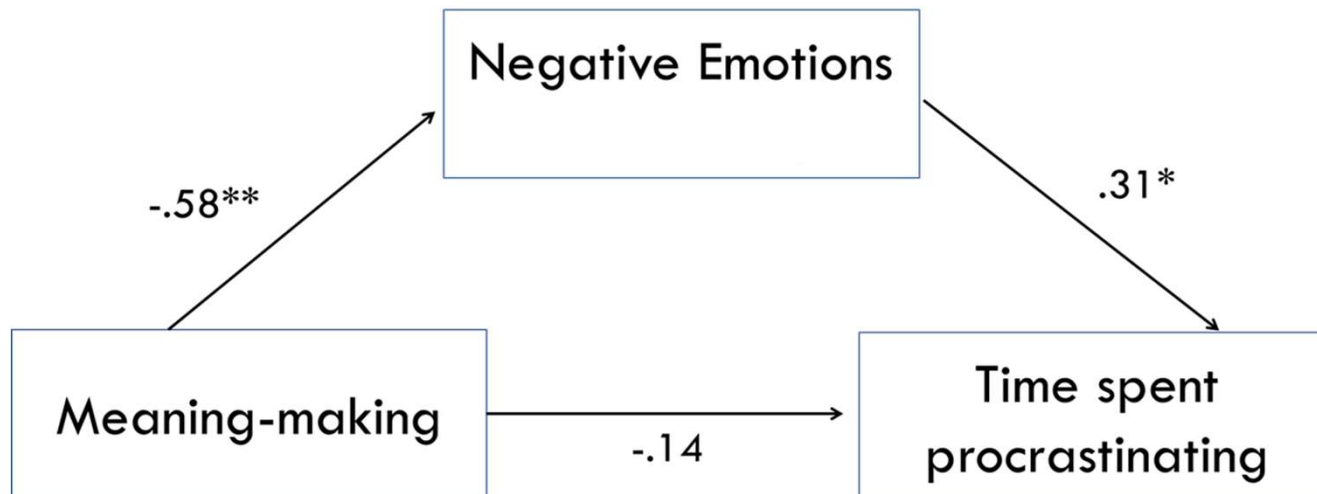 Negative Emotions
-.58**
.31*
Meaning-making
-.14
Time spent
procrastinating